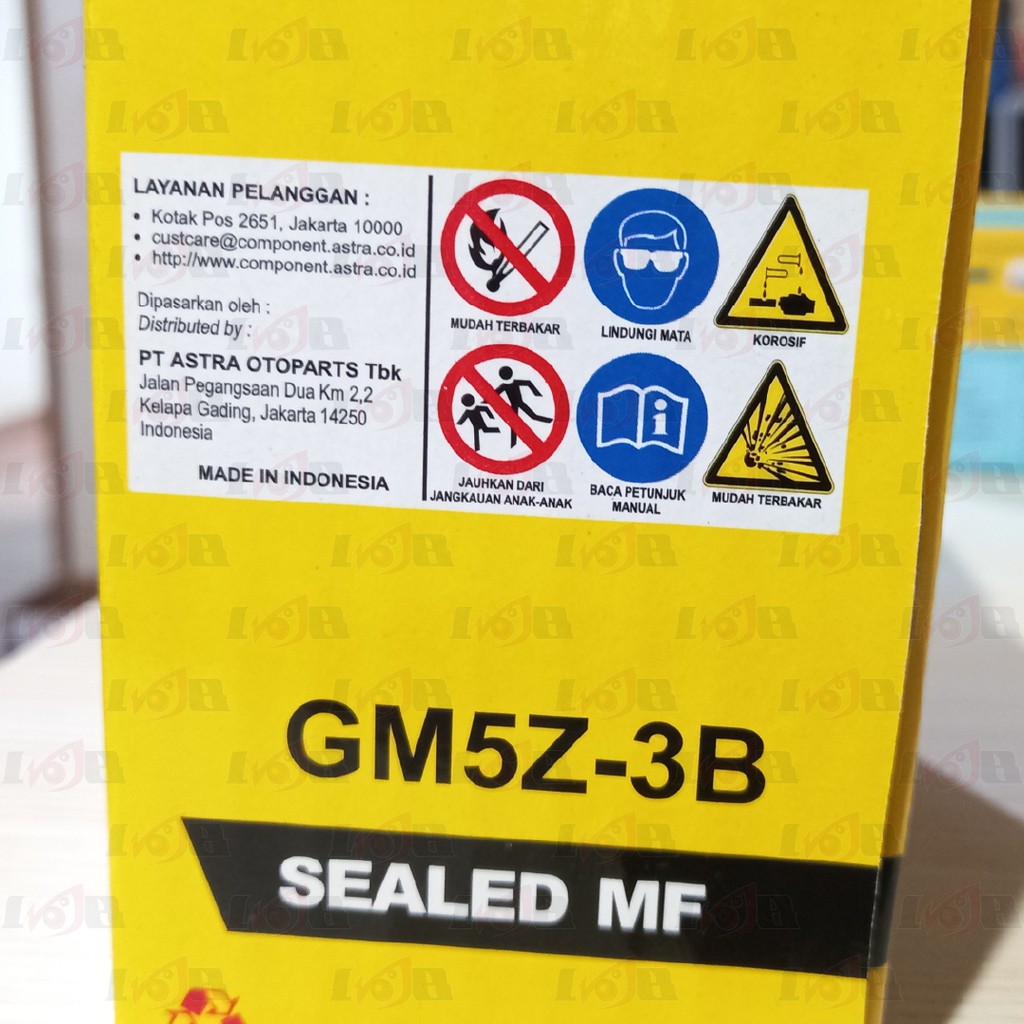 LAYANAN PELANGGAN :
• Kotak Pos 2651, Jakarta 10000
• custcare@component.astra.co.id
• http://www.component.astra.co.id
Dipasarkan oleh :
Distributed by :
PT ASTRA OTOPARTS Tbk
Jalan Pegangsaan Dua Km 2,2
Kelapa Gading, Jakarta 14250
Indonesia
MADE IN INDONESIA
MUDAH TERBAKAR
LINDUNGI MATA
KOROSIF
JAUHKAN DARI
JANGKAUAN ANAK-ANAK
BACA PETUNJUK
MANUAL
MUDAH TERBAKAR
GM5Z-3B
SEALED MF